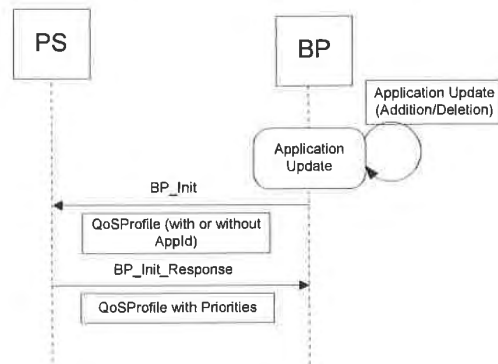 PS
BP
Application Update
(Addition/Deletion)
Application
Update
BP_Init
QoSProfile (with or without
AppId)
BP_Init_Response
QoSProfile with Priorities